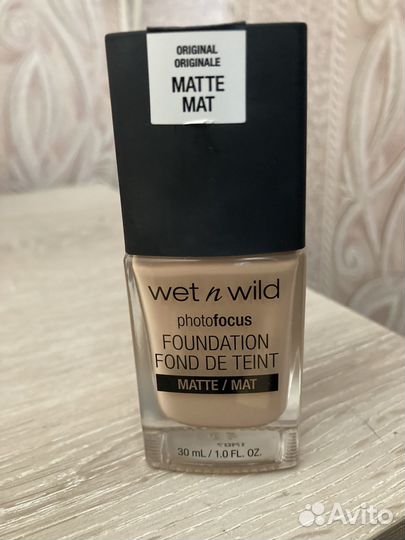 ORIGINAL
ORIGINALE
MATTE
MAT
wet n wild
photofocus
FOUNDATION
FOND DE TEINT
MATTE / MAT
30 mL / 1.0 FL. OZ.
Avito